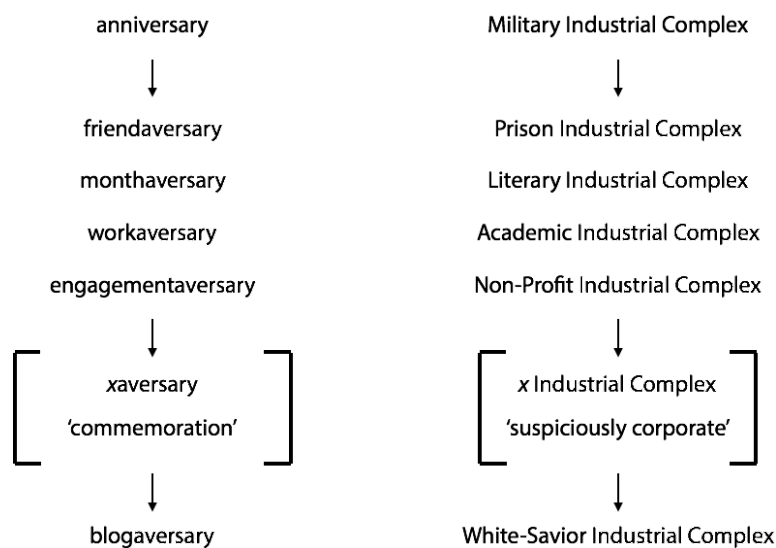 anniversary
friendaversary
monthaversary
workaversary
engagementaversary
xaversary
‘commemoration’
blogaversary
Military Industrial Complex
Prison Industrial Complex
Literary Industrial Complex
Academic Industrial Complex
Non-Profit Industrial Complex
x Industrial Complex
‘suspiciously corporate’
White-Savior Industrial Complex